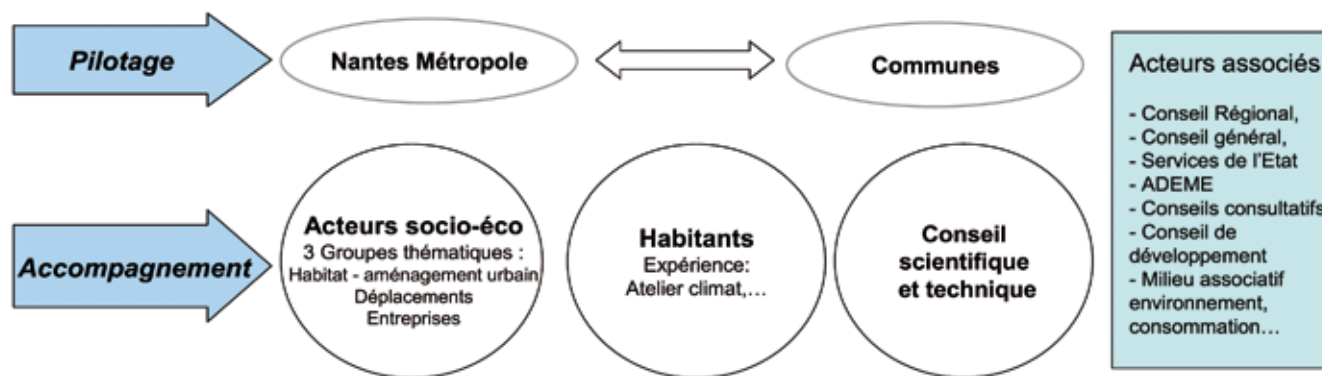 Pilotage
Nantes Métropole
Communes
Accompagnement
Acteurs socio-éco
3 Groupes thématiques :
Habitat - aménagement urbain
Déplacements
Entreprises
Habitants
Expérience:
Atelier climat,...
Conseil
scientifique
et technique
Acteurs associés
- Conseil Régional,
- Conseil général,
- Services de l'Etat
- ADEME
- Conseils consultatifs
- Conseil de
développement
- Milieu associatif
environnement,
consommation...